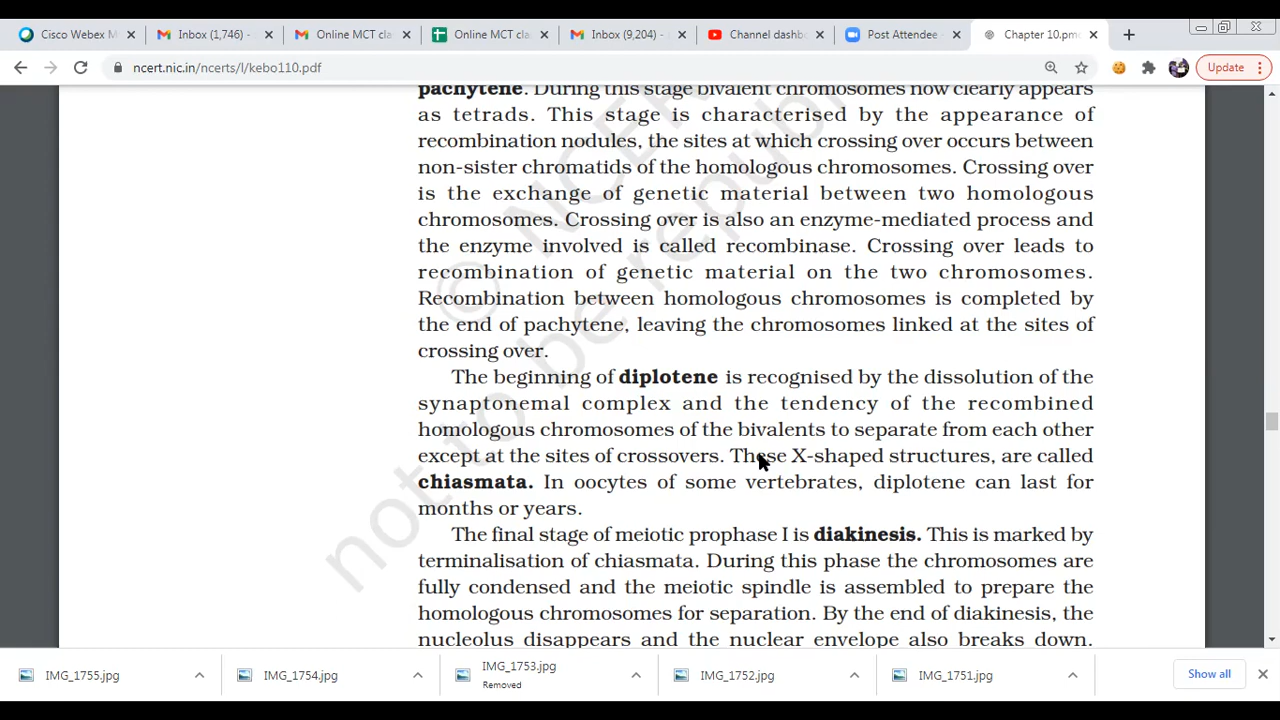 Cisco Webex M
Inbox (1,746) -
Online MCT cla
Online MCT clas
Inbox (9,204) -
Channel dashbo
Post Attendee -
Chapter 10.pmd
ncert.nic.in/ncerts/l/kebo110.pdf
Update
pachytene. During this stage bivalent chromosomes now clearly appears
as tetrads. This stage is characterised by the appearance of
recombination nodules, the sites at which crossing over occurs between
non-sister chromatids of the homologous chromosomes. Crossing over
is the exchange of genetic material between two homologous
chromosomes. Crossing over is also an enzyme-mediated process and
the enzyme involved is called recombinase. Crossing over leads to
recombination of genetic material on the two chromosomes.
Recombination between homologous chromosomes is completed by
the end of pachytene, leaving the chromosomes linked at the sites of
crossing over.
The beginning of diplotene is recognised by the dissolution of the
synaptonemal complex and the tendency of the recombined
homologous chromosomes of the bivalents to separate from each other
except at the sites of crossovers. These X-shaped structures, are called
chiasmata. In oocytes of some vertebrates, diplotene can last for
months or years.
The final stage of meiotic prophase I is diakinesis. This is marked by
terminalisation of chiasmata. During this phase the chromosomes are
fully condensed and the meiotic spindle is assembled to prepare the
homologous chromosomes for separation. By the end of diakinesis, the
nucleolus disappears and the nuclear envelope also breaks down.
© NCER
not to be republ
IMG_1755.jpg
IMG_1754.jpg
IMG_1753.jpg
Removed
IMG_1752.jpg
IMG_1751.jpg
Show all